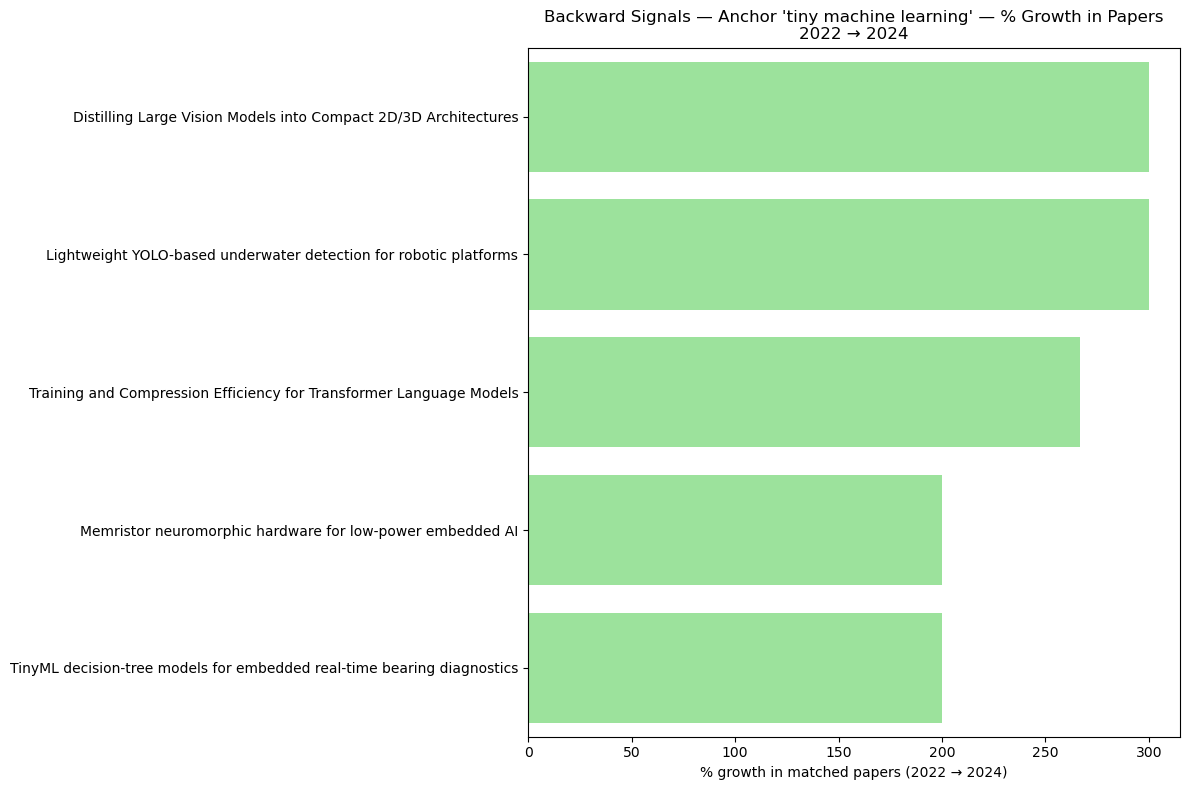 Backward Signals — Anchor 'tiny machine learning' — % Growth in Papers
2022 → 2024
Distilling Large Vision Models into Compact 2D/3D Architectures
Lightweight YOLO-based underwater detection for robotic platforms
Training and Compression Efficiency for Transformer Language Models
Memristor neuromorphic hardware for low-power embedded AI
TinyML decision-tree models for embedded real-time bearing diagnostics
0 50 100 150 200 250 300
% growth in matched papers (2022 → 2024)